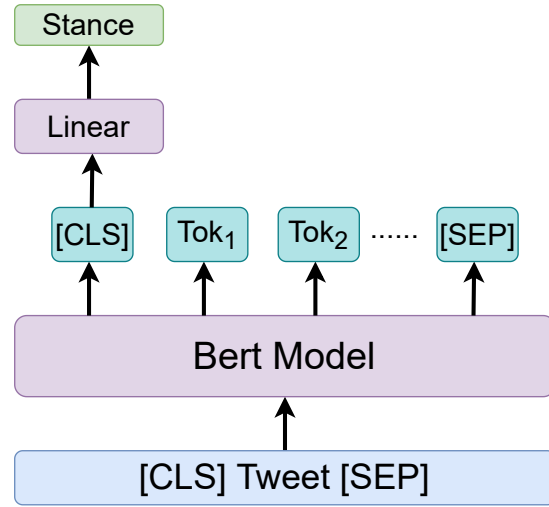 Stance
Linear
[CLS] Tok1 Tok2 ...... [SEP]
Bert Model
[CLS] Tweet [SEP]